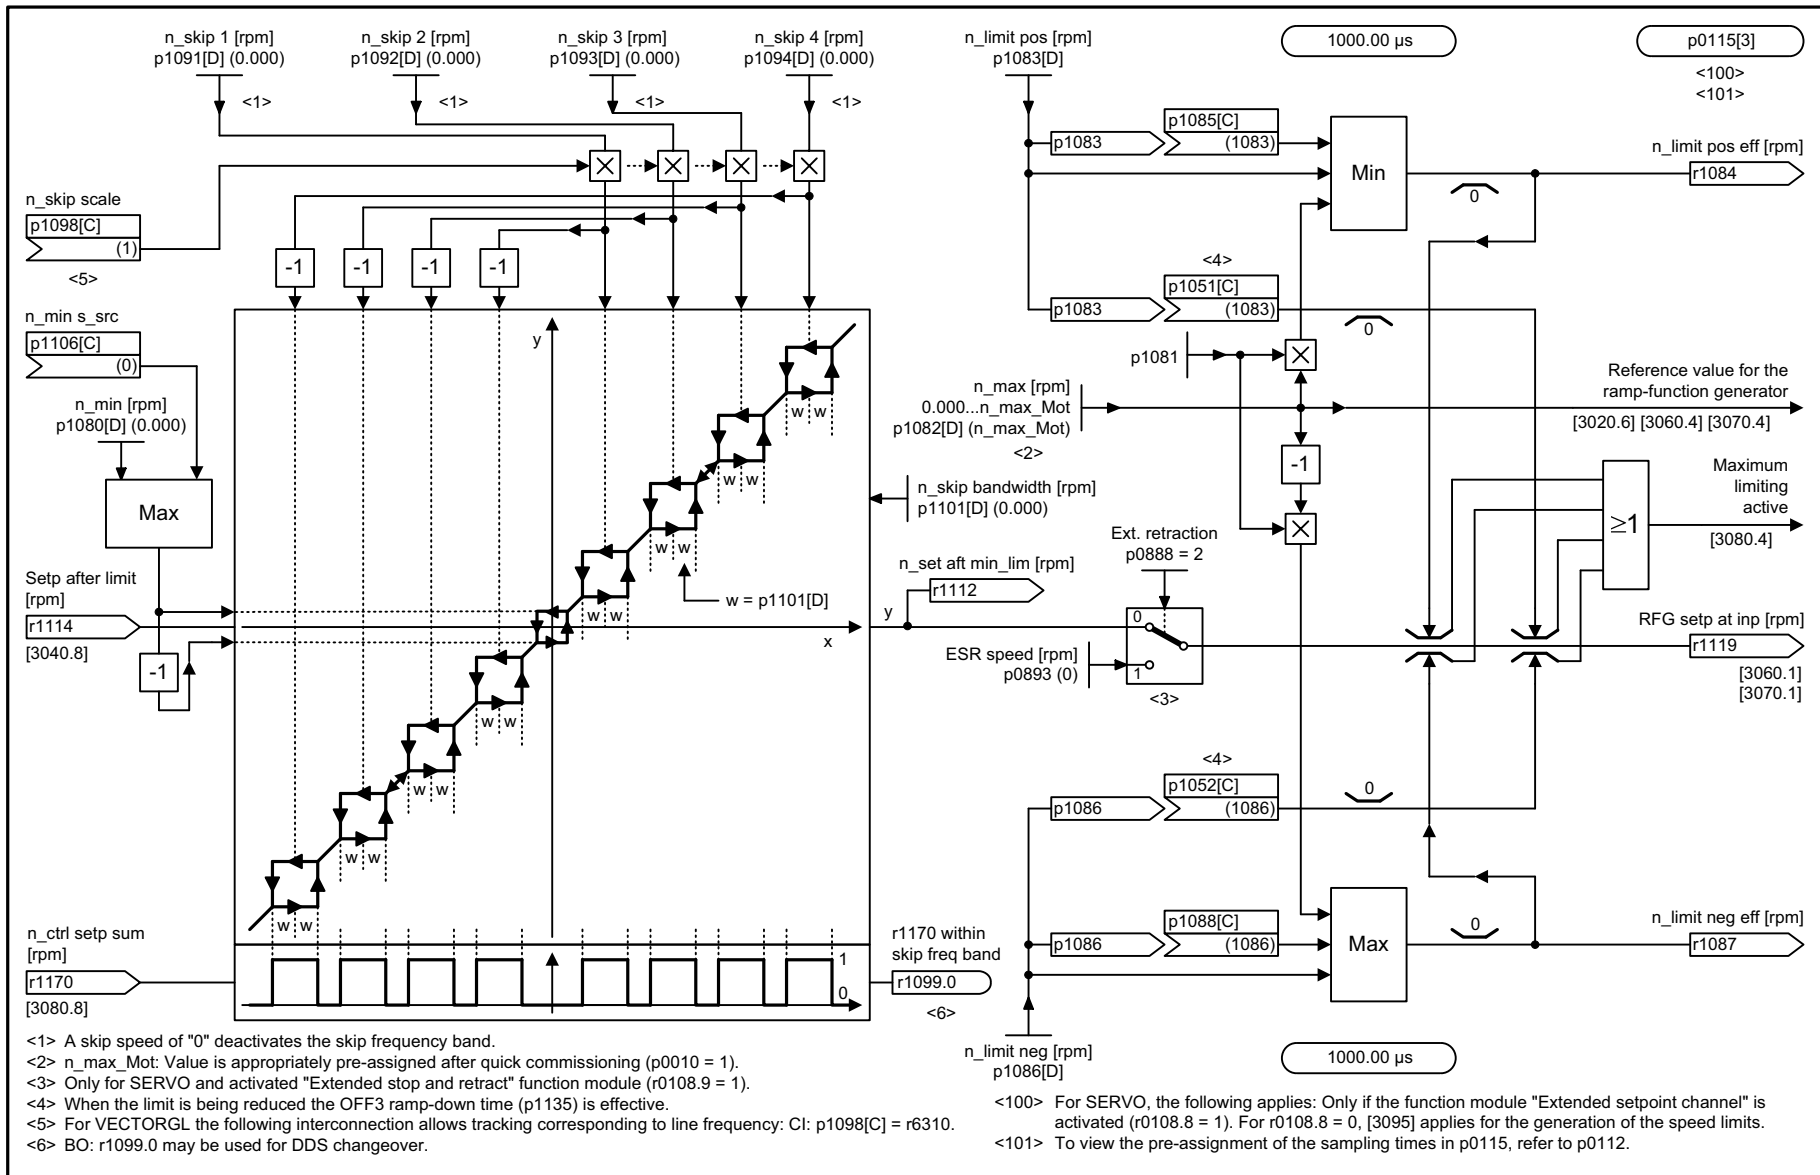 n_skip 1 [rpm]
p1091[D] (0.000)
<1>
n_skip 2 [rpm]
p1092[D] (0.000)
<1>
n_skip 3 [rpm]
p1093[D] (0.000)
<1>
n_skip 4 [rpm]
p1094[D] (0.000)
<1>
n_skip scale
p1098[C]
(1)
<5>
-1
-1
-1
-1
n_min s_src
p1106[C]
(0)
n_min [rpm]
p1080[D] (0.000)
Max
Setp after limit
[rpm]
r1114
[3040.8]
-1
y
x
w w
w w
w w
w w
w w
w w
w w
w w
w = p1101[D]
n_skip bandwidth [rpm]
p1101[D] (0.000)
n_ctrl setp sum
[rpm]
r1170
[3080.8]
1
0
r1170 within
skip freq band
r1099.0
<6>
y
n_set aft min_lim [rpm]
r1112
ESR speed [rpm]
p0893 (0)
Ext. retraction
p0888 = 2
0
1
<3>
n_limit pos [rpm]
p1083[D]
1000.00 µs
p0115[3]
<100>
<101>
p1083
p1085[C]
(1083)
Min
0
n_limit pos eff [rpm]
r1084
<4>
p1083
p1051[C]
(1083)
0
p1081
n_max [rpm]
0.000...n_max_Mot
p1082[D] (n_max_Mot)
<2>
-1
Reference value for the
ramp-function generator
[3020.6] [3060.4] [3070.4]
≥1
Maximum
limiting
active
[3080.4]
RFG setp at inp [rpm]
r1119
[3060.1]
[3070.1]
<4>
p1086
p1052[C]
(1086)
0
p1086
p1088[C]
(1086)
Max
0
n_limit neg eff [rpm]
r1087
n_limit neg [rpm]
p1086[D]
1000.00 µs
<1> A skip speed of "0" deactivates the skip frequency band.
<2> n_max_Mot: Value is appropriately pre-assigned after quick commissioning (p0010 = 1).
<3> Only for SERVO and activated "Extended stop and retract" function module (r0108.9 = 1).
<4> When the limit is being reduced the OFF3 ramp-down time (p1135) is effective.
<5> For VECTORGL the following interconnection allows tracking corresponding to line frequency: CI: p1098[C] = r6310.
<6> BO: r1099.0 may be used for DDS changeover.
<100> For SERVO, the following applies: Only if the function module "Extended setpoint channel" is
activated (r0108.8 = 1). For r0108.8 = 0, [3095] applies for the generation of the speed limits.
<101> To view the pre-assignment of the sampling times in p0115, refer to p0112.